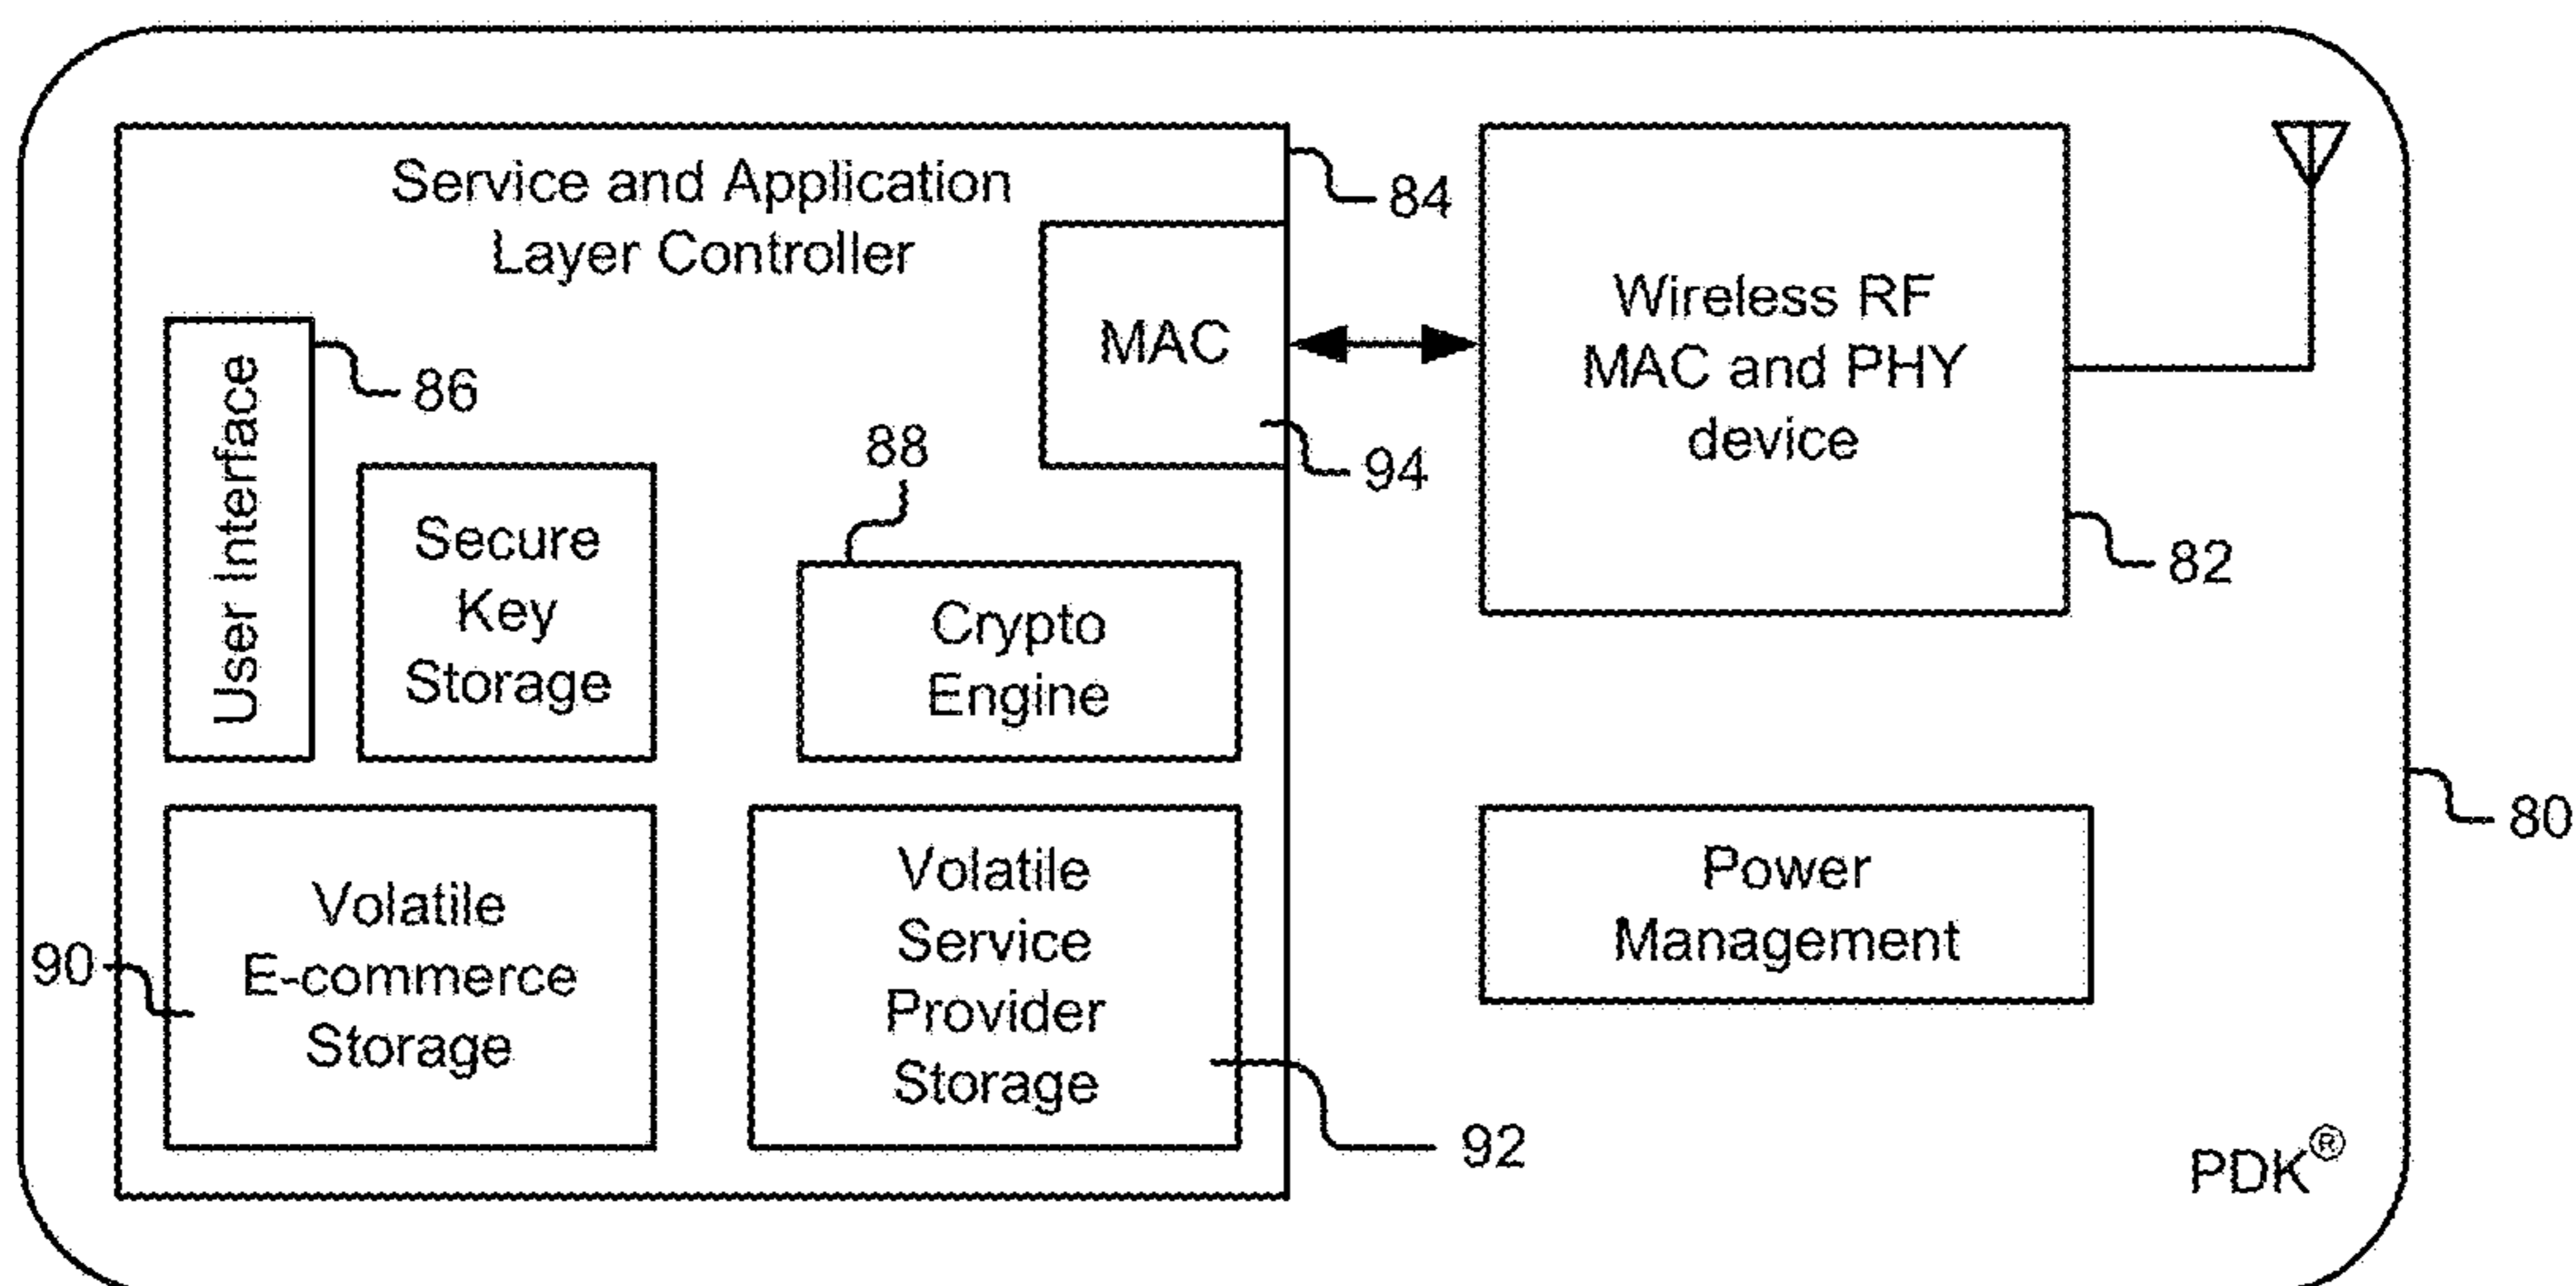 Service and Application
Layer Controller
84
MAC
94
Wireless RF
MAC and PHY
device
82
User Interface
86
Secure
Key
Storage
88
Crypto
Engine
80
Volatile
E-commerce
Storage
90
Volatile
Service
Provider
Storage
92
Power
Management
PDK®